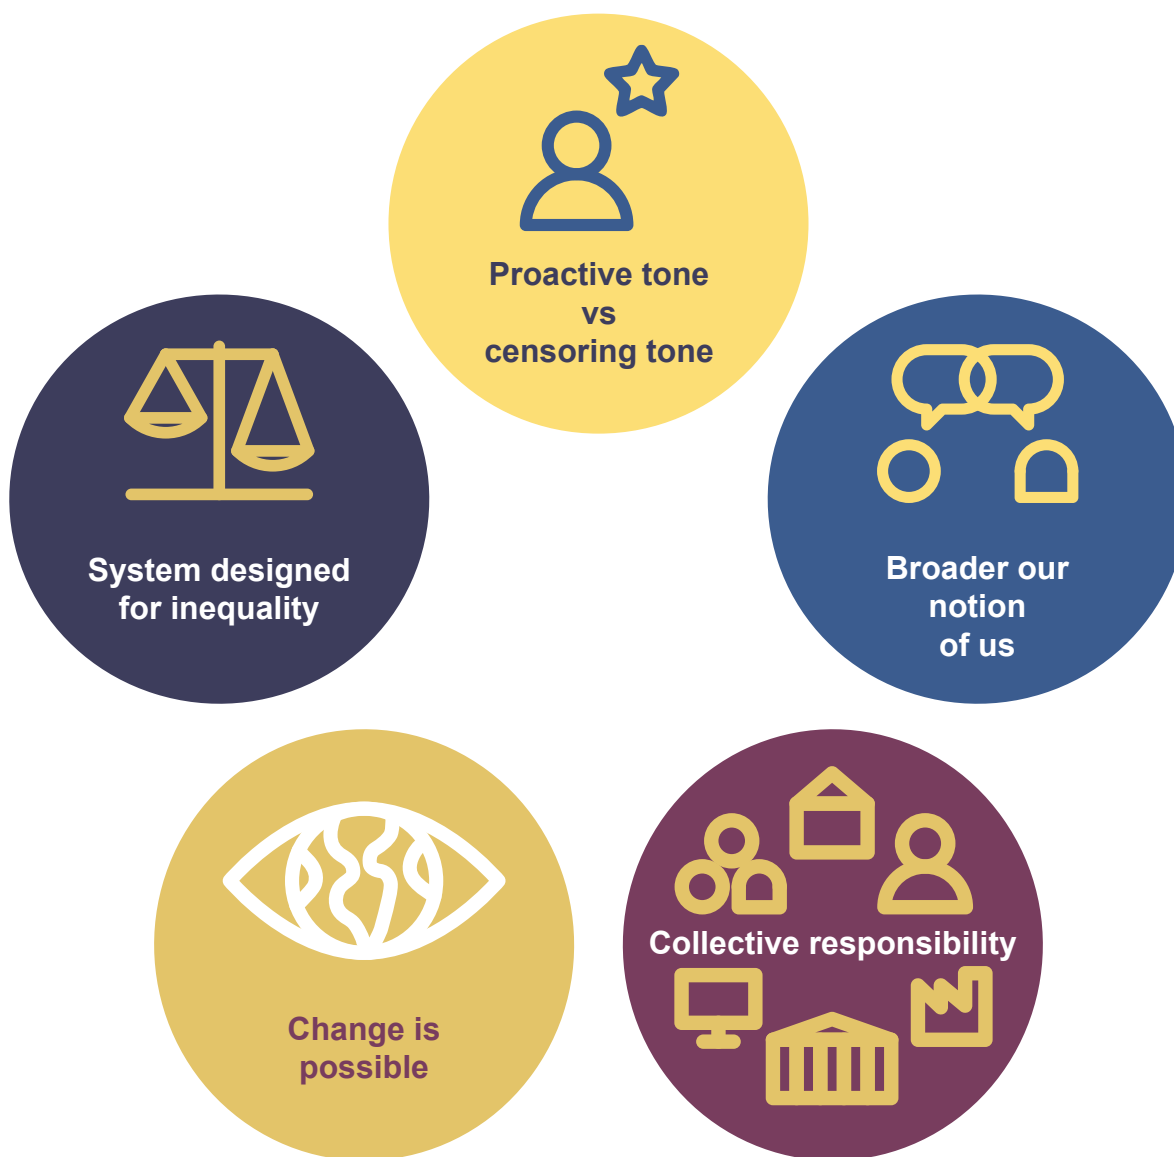 Proactive tone
vs
censoring tone
System designed
for inequality
Broader our
notion
of us
Change is
possible
Collective responsibility